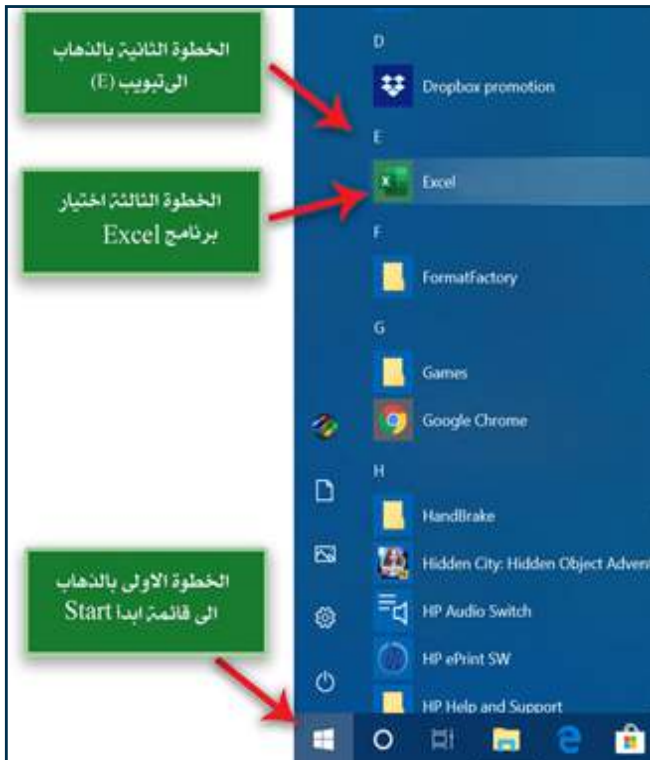 الخطوة الثانية بالذهاب
الى تبويب (E)
الخطوة الثالثة اختيار
برنامج Excel
الخطوة الاولى بالذهاب
الى قائمة ابدا Start
D
Dropbox promotion
E
Excel
F
FormatFactory
G
Games
Google Chrome
H
HandBrake
Hidden City: Hidden Object Adven
HP Audio Switch
HP ePrint SW
HP Help and Support